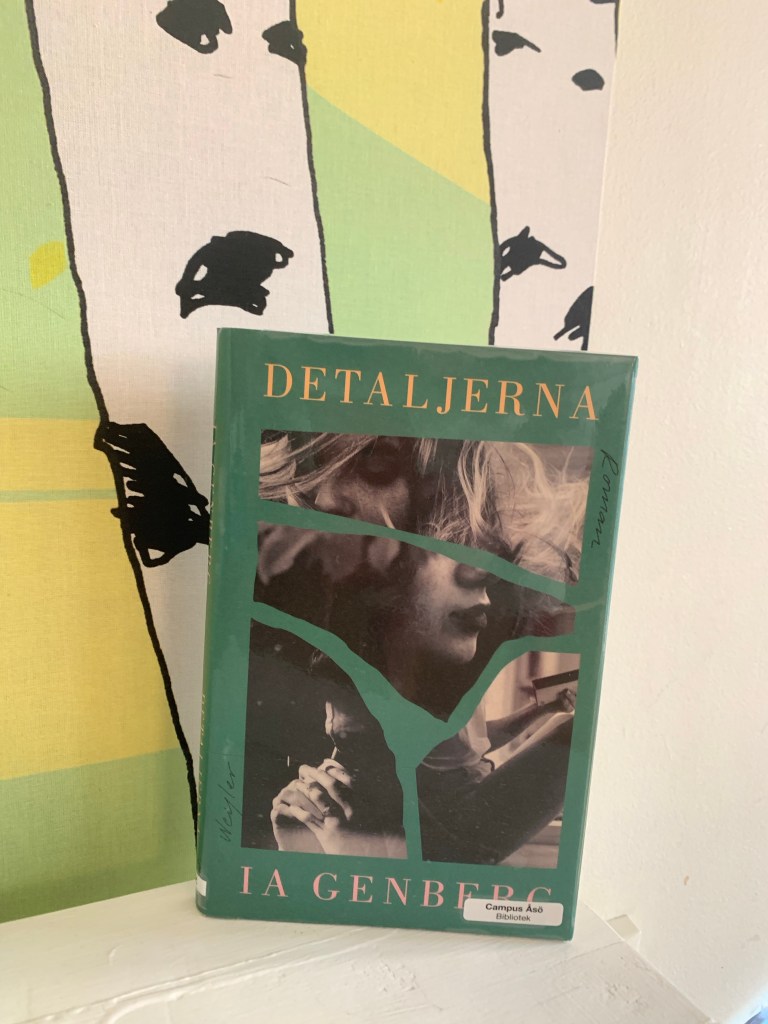 DETALJERNA
Roman
Weyler
IA GENBERG
Campus Åsö
Bibliotek